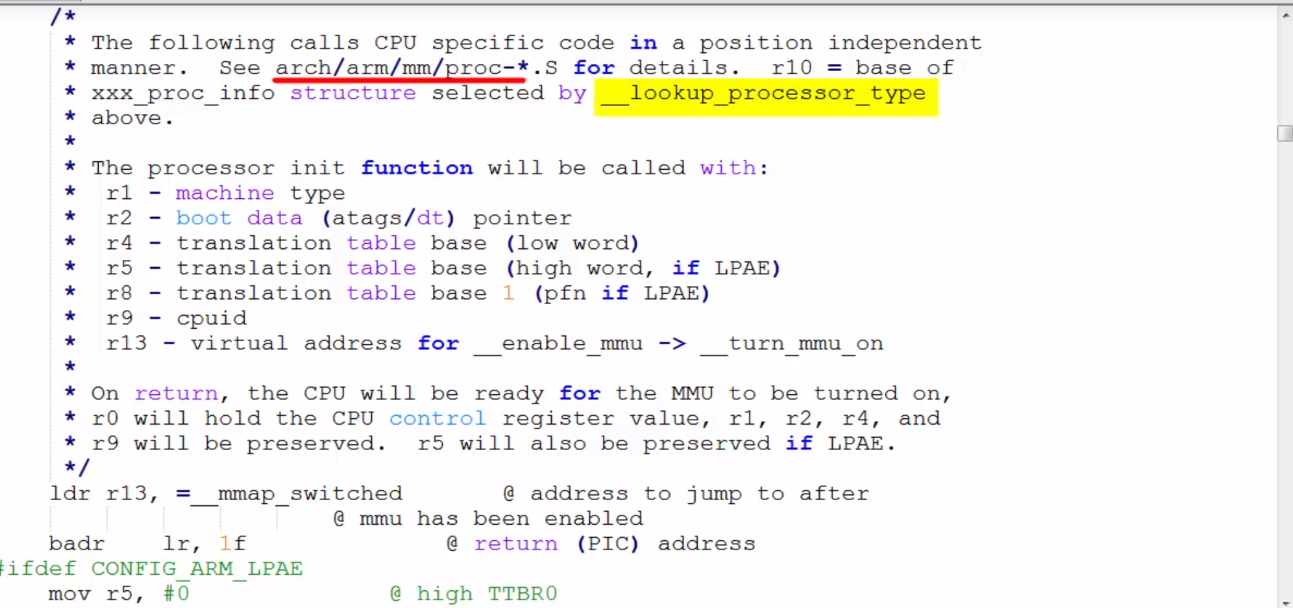 /*
* The following calls CPU specific code in a position independent
* manner.  See arch/arm/mm/proc-*.S for details.  r10 = base of
* xxx_proc_info structure selected by __lookup_processor_type
* above.
*
* The processor init function will be called with:
*  r1 - machine type
*  r2 - boot data (atags/dt) pointer
*  r4 - translation table base (low word)
*  r5 - translation table base (high word, if LPAE)
*  r8 - translation table base 1 (pfn if LPAE)
*  r9 - cpuid
*  r13 - virtual address for __enable_mmu -> __turn_mmu_on
*
* On return, the CPU will be ready for the MMU to be turned on,
* r0 will hold the CPU control register value, r1, r2, r4, and
* r9 will be preserved.  r5 will also be preserved if LPAE.
*/
ldr r13, =__mmap_switched @ address to jump to after
@ mmu has been enabled
badr lr, 1f @ return (PIC) address
#ifdef CONFIG_ARM_LPAE
mov r5, #0 @ high TTBR0